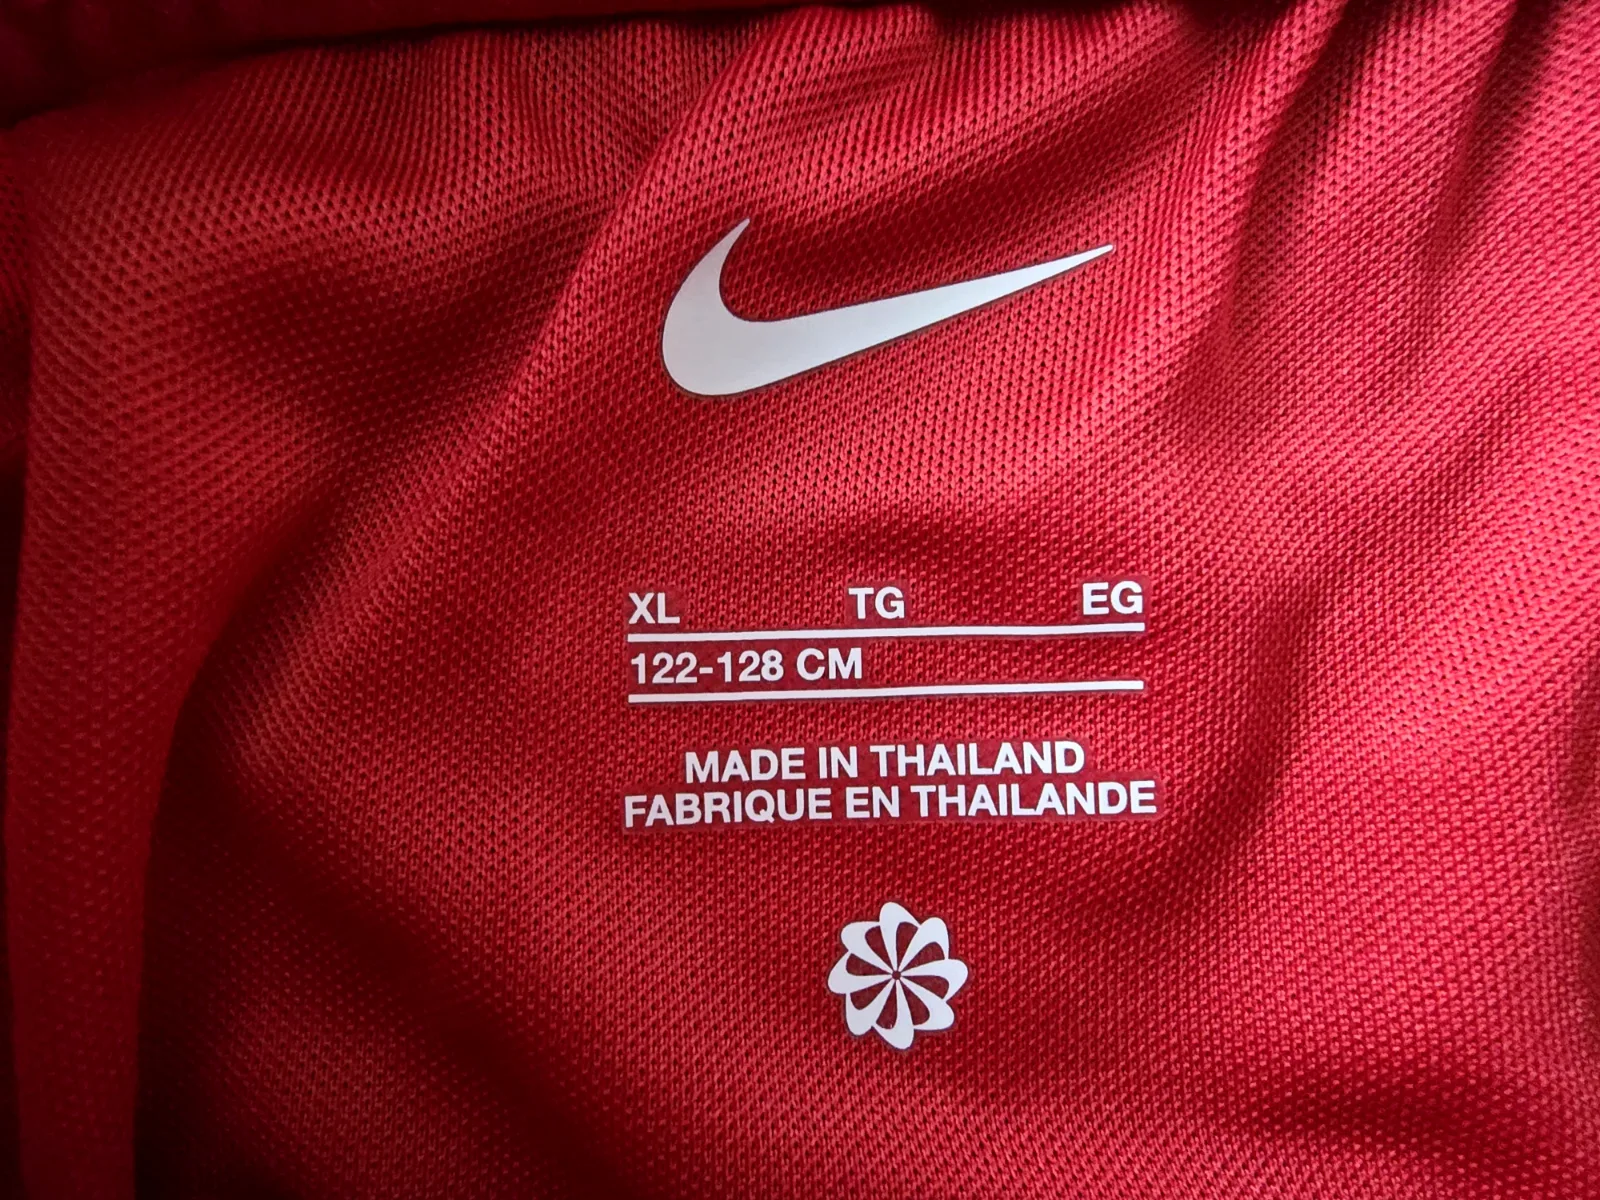 XL TG EG
122-128 CM
MADE IN THAILAND
FABRIQUE EN THAILANDE